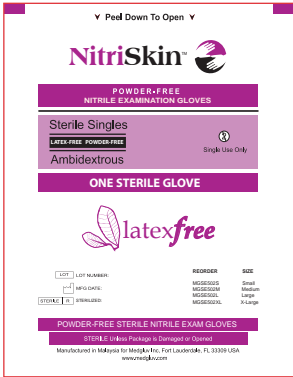 Peel Down To Open
NitriSkin™
POWDER•FREE
NITRILE EXAMINATION GLOVES
Sterile Singles
LATEX-FREE POWDER-FREE
Ambidextrous
Single Use Only
ONE STERILE GLOVE
latexfree
REORDER SIZE
LOT LOT NUMBER:
MGSE502S Small
MFG DATE:
MGSE502M Medium
MGSE502L Large
STERILE R STERILIZED:
MGSE502XL X-Large
POWDER-FREE STERILE NITRILE EXAM GLOVES
STERILE Unless Package is Damaged or Opened
Manufactured in Malaysia for Medgluv Inc, Fort Lauderdale, FL 33309 USA
www.medgluv.com